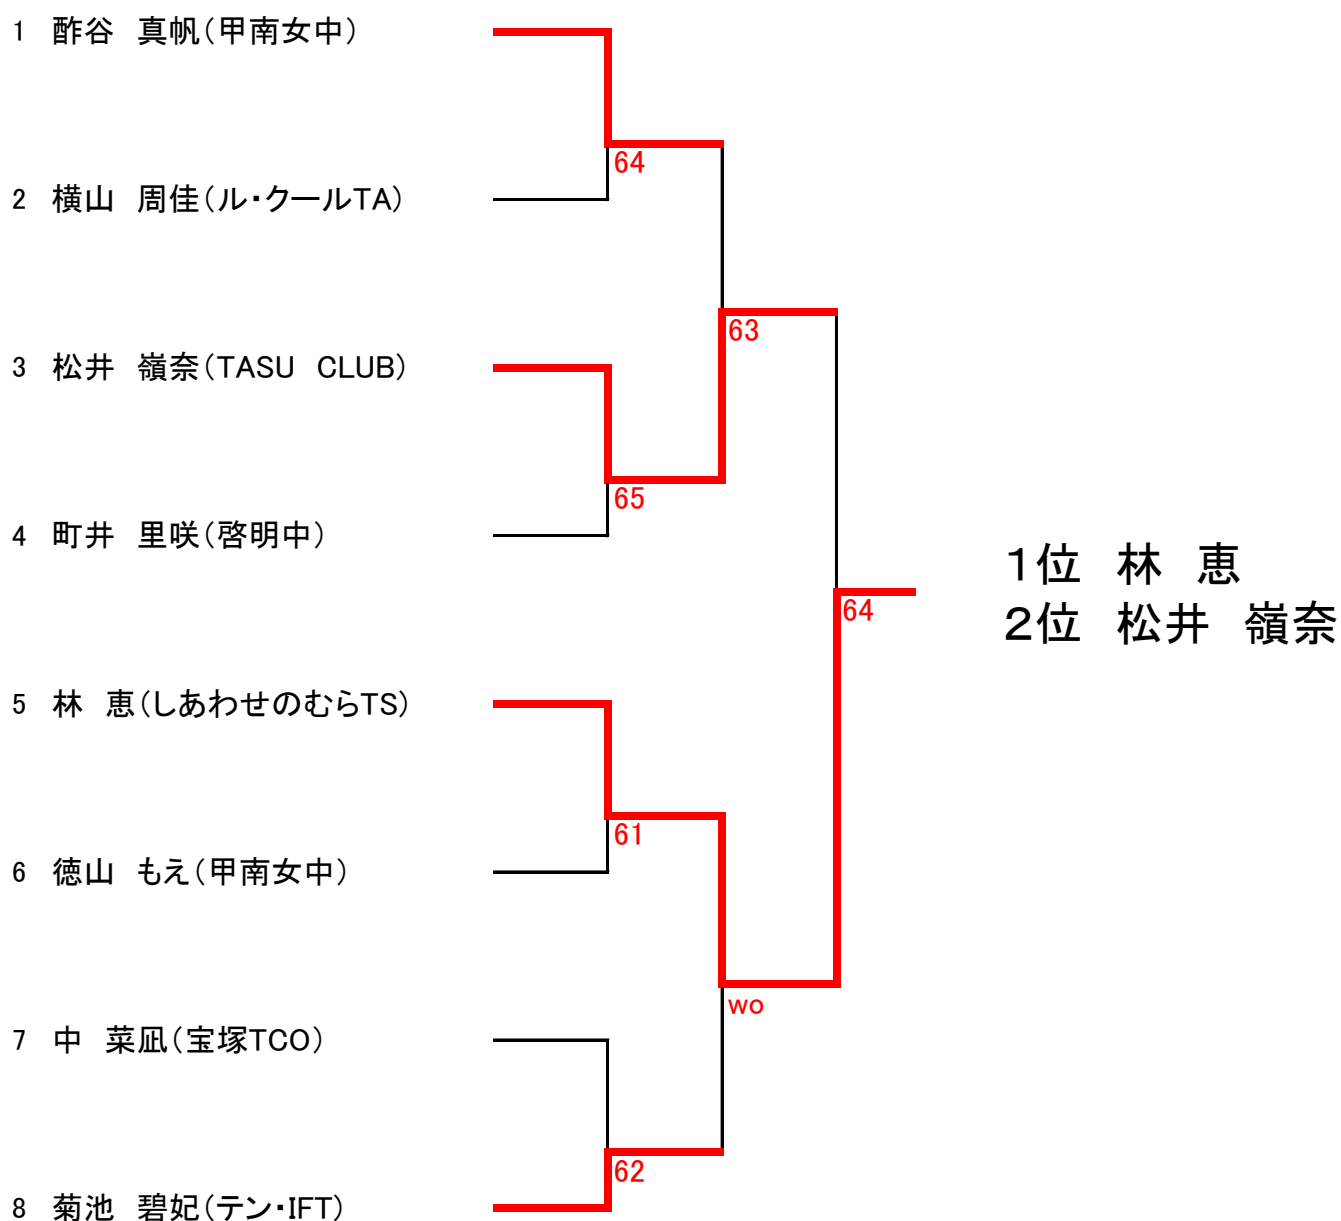 1 酢谷　真帆(甲南女中)
64
2 横山　周佳(ル・クールTA)
63
3 松井　嶺奈(TASU　CLUB)
65
4 町井　里咲(啓明中)
1位　林　恵
64
2位　松井　嶺奈
5 林　恵(しあわせのむらTS)
61
6 徳山　もえ(甲南女中)
wo
7 中　菜凪(宝塚TCO)
62
8 菊池　碧妃(テン・IFT)